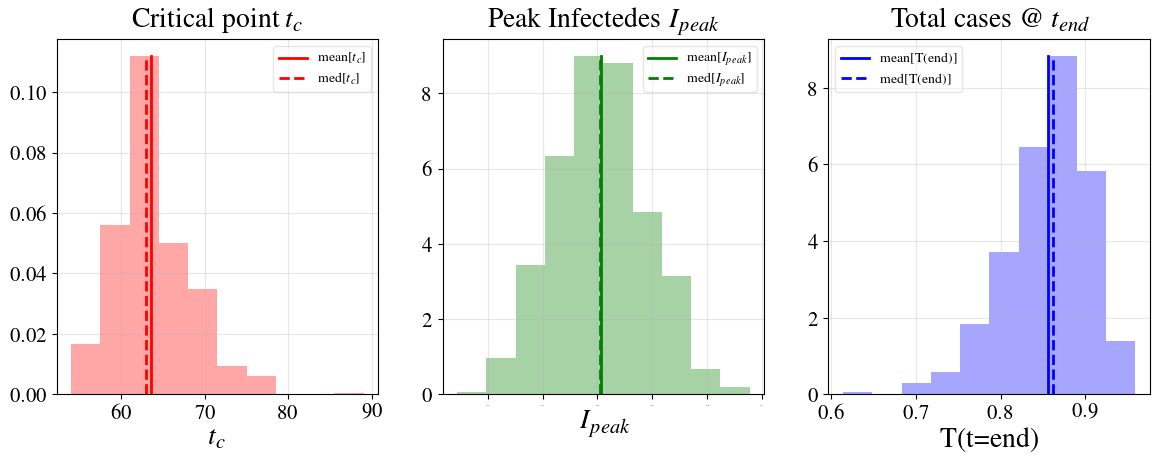 Critical point t_c
mean[t_c]
med[t_c]
0.10
0.08
0.06
0.04
0.02
0.00
60 70 80 90
t_c
Peak Infectedes I_peak
mean[I_peak]
med[I_peak]
8
6
4
2
0
I_peak
Total cases @ t_end
mean[T(end)]
med[T(end)]
8
6
4
2
0
0.6 0.7 0.8 0.9
T(t=end)